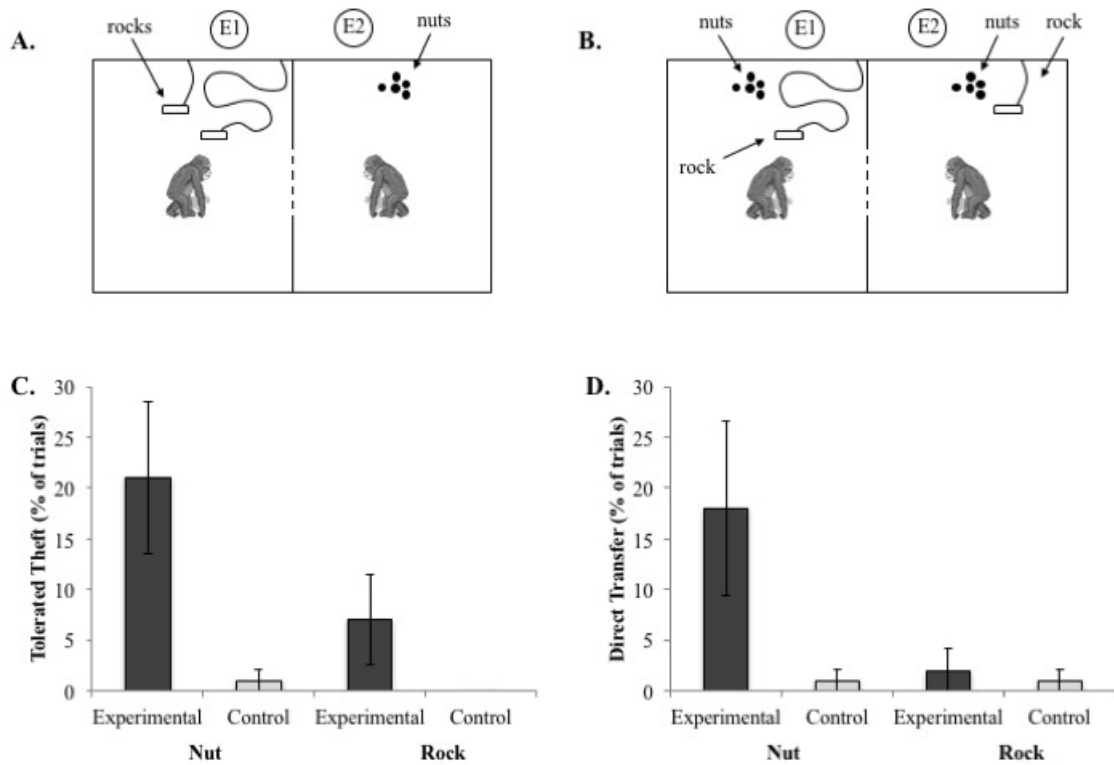 A.
rocks
E1
E2
nuts
B.
nuts
E1
E2
nuts
rock
rock
C.
Tolerated Theft (% of trials)
30
25
20
15
10
5
0
Experimental Control Experimental Control
Nut Rock
D.
Direct Transfer (% of trials)
30
25
20
15
10
5
0
Experimental Control Experimental Control
Nut Rock